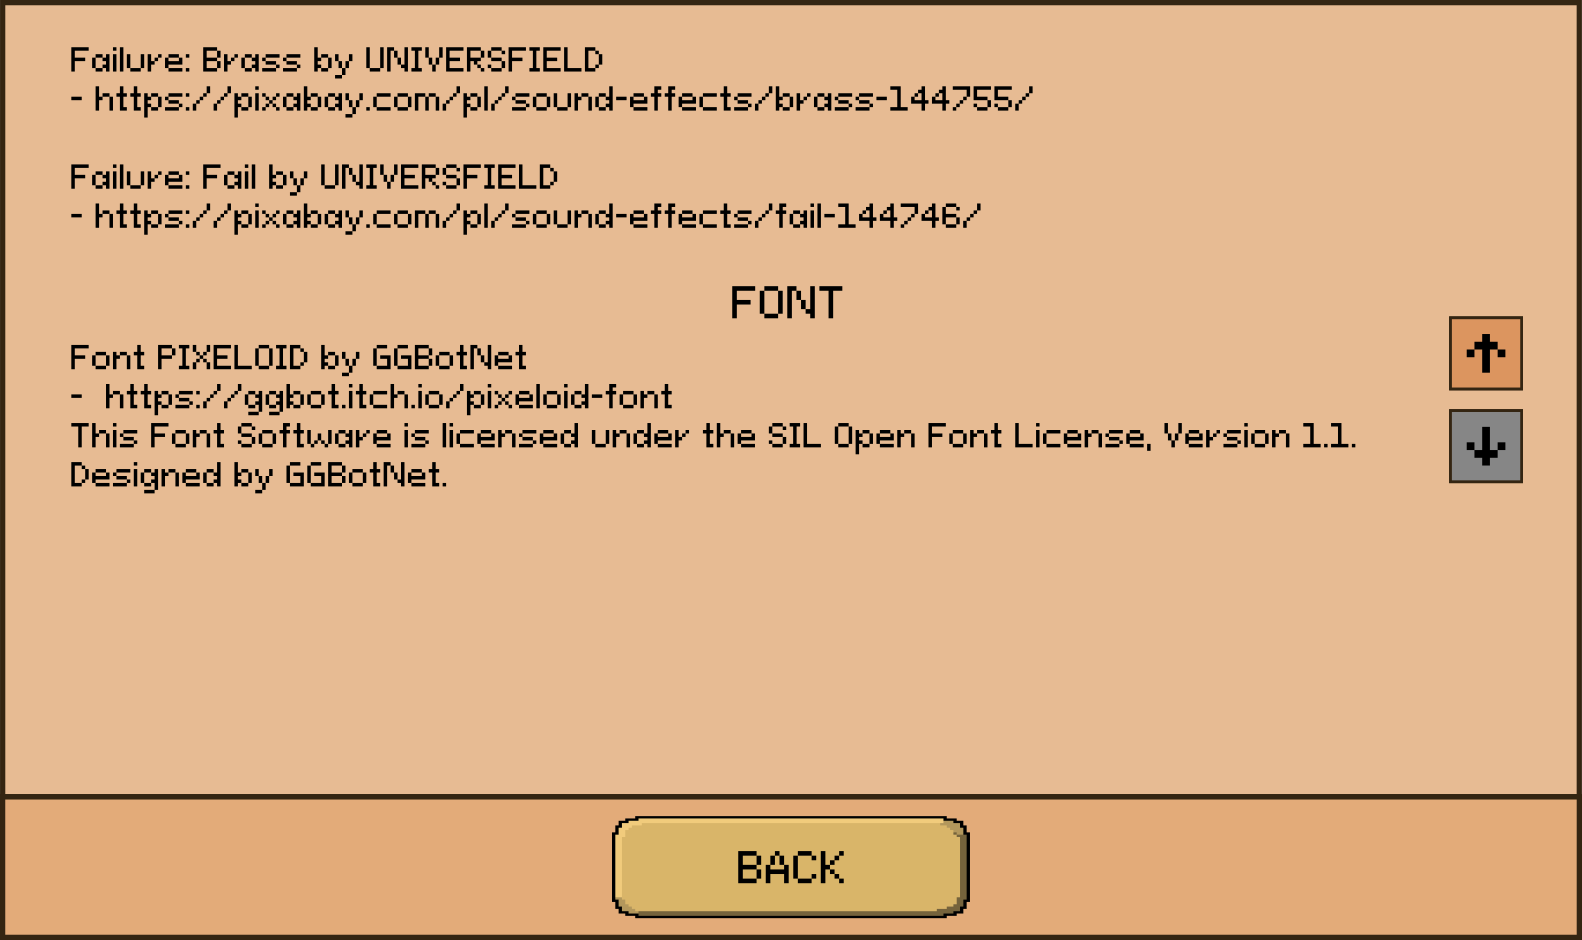 Failure: Brass by UNIVERSFIELD
- https://pixabay.com/pl/sound-effects/brass-144755/
Failure: Fail by UNIVERSFIELD
- https://pixabay.com/pl/sound-effects/fail-144746/
FONT
Font PIXELOID by GGBotNet
-  https://ggbot.itch.io/pixeloid-font
This Font Software is licensed under the SIL Open Font License, Version 1.1.
Designed by GGBotNet.
BACK